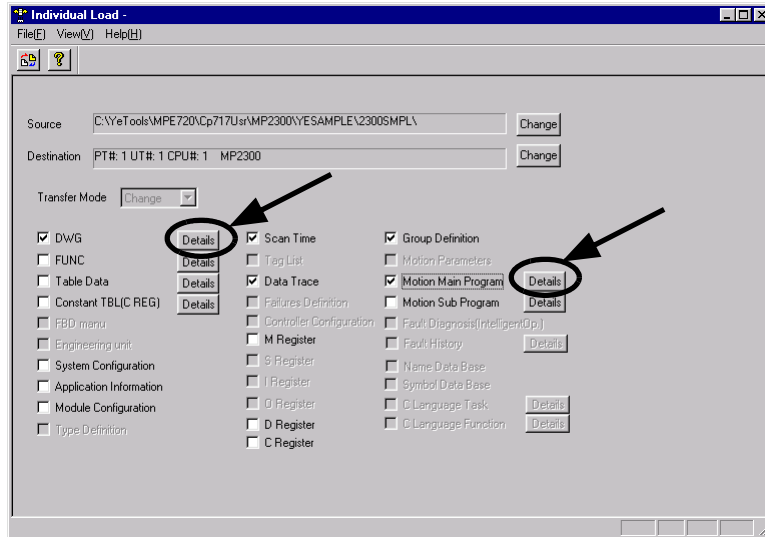 Individual Load -
File(F) View(V) Help(H)
Source C:\YeTools\MPE720\Cp717Usr\MP2300\YESAMPLE\2300SMPL\ Change
Destination PT#: 1 UT#: 1 CPU#: 1 MP2300 Change
Transfer Mode Change
DWG Details Scan Time Group Definition
FUNC Details Tag List Motion Parameters
Table Data Details Data Trace Motion Main Program Details
Constant TBL(C REG) Details Failures Definition Motion Sub Program Details
FBD menu Controller Configuration Fault Diagnosis(IntelligentOp.)
Engineering unit M Register Fault History Details
System Configuration S Register Name Data Base
Application Information I Register Symbol Data Base
Module Configuration O Register C Language Task Details
Type Definition D Register C Language Function Details
C Register